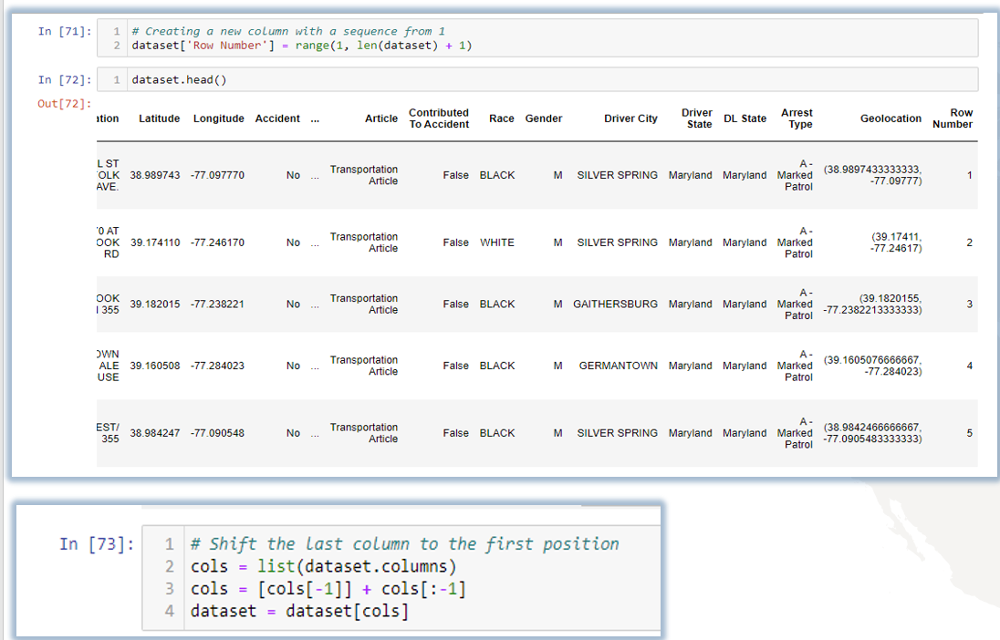 In [71]:
1 # Creating a new column with a sequence from 1
2 dataset['Row Number'] = range(1, len(dataset) + 1)
In [72]:
1 dataset.head()
Out[72]:
ation Latitude Longitude Accident ... Article Contributed To Accident Race Gender Driver City Driver State DL State Arrest Type Geolocation Row Number
L ST
OLK 38.989743 -77.097770 No ... Transportation Article False BLACK M SILVER SPRING Maryland Maryland A - Marked Patrol (38.9897433333333, -77.09777) 1
AVE.
'0 AT
OOK 39.174110 -77.246170 No ... Transportation Article False WHITE M SILVER SPRING Maryland Maryland A - Marked Patrol (39.17411, -77.24617) 2
RD
OOK
355 39.182015 -77.238221 No ... Transportation Article False BLACK M GAITHERSBURG Maryland Maryland A - Marked Patrol (39.1820155, -77.2382213333333) 3
OWN
ALE 39.160508 -77.284023 No ... Transportation Article False BLACK M GERMANTOWN Maryland Maryland A - Marked Patrol (39.1605076666667, -77.284023) 4
USE
EST/
355 38.984247 -77.090548 No ... Transportation Article False BLACK M SILVER SPRING Maryland Maryland A - Marked Patrol (38.9842466666667, -77.0905483333333) 5
In [73]:
1 # Shift the last column to the first position
2 cols = list(dataset.columns)
3 cols = [cols[-1]] + cols[:-1]
4 dataset = dataset[cols]